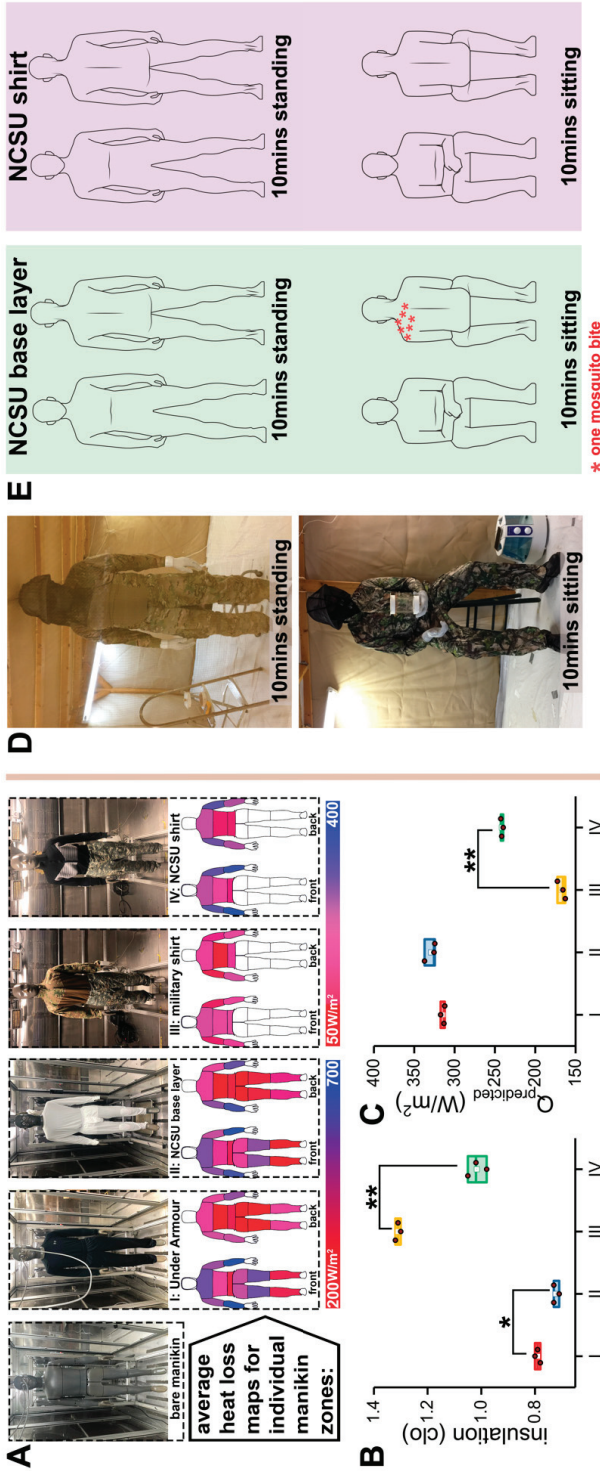 A
bare manikin
I: Under Armour
III: NCSU base layer
III: military shirt
IV: NCSU shirt
average
heat loss
maps for
individual
manikin
zones:
front
back
front
back
front
back
front
back
200W/m²
700
50W/m²
400
B
insulation (clo)
1.4
1.2
1.0
0.8
*
**
I
II
III
IV
C
Qpredicted
(W/m²)
400
350
300
250
200
150
**
I
II
III
IV
D
10mins standing
10mins sitting
E
NCSU base layer
10mins standing
10mins sitting
* one mosquito bite
NCSU shirt
10mins standing
10mins sitting